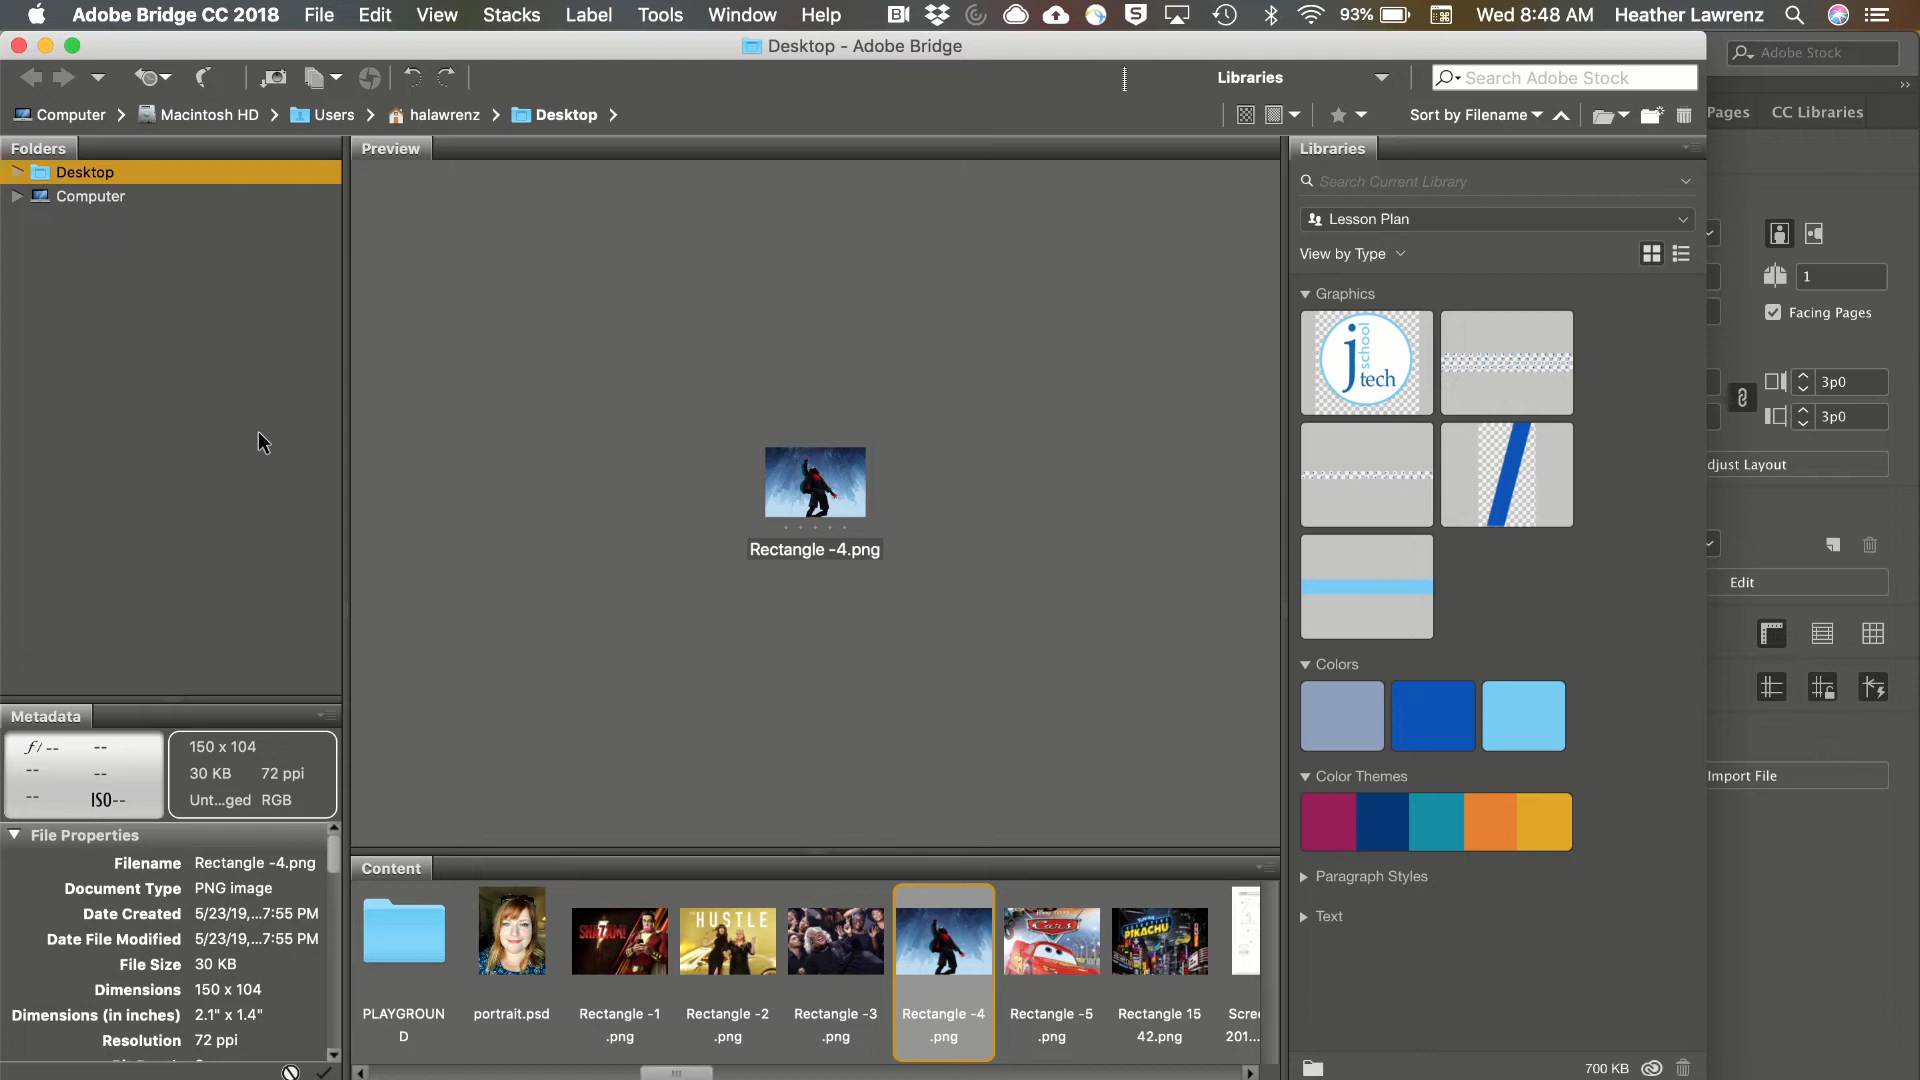 Adobe Bridge CC 2018 File Edit View Stacks Label Tools Window Help 93% Wed 8:48 AM Heather Lawrenz
Desktop - Adobe Bridge
Adobe Stock
Libraries
Search Adobe Stock
Computer Macintosh HD Users halawrenz Desktop
Sort by Filename
Pages CC Libraries
Folders
Preview
Libraries
Desktop
Computer
Search Current Library
Lesson Plan
View by Type
1
Facing Pages
Graphics
j school tech
3p0
3p0
djust Layout
Edit
Import File
Rectangle -4.png
Colors
Color Themes
Paragraph Styles
Text
700 KB
Metadata
f/ -- --
-- --
-- ISO--
150 x 104
30 KB 72 ppi
Unt...ged RGB
File Properties
Filename Rectangle -4.png
Document Type PNG image
Date Created 5/23/19,...7:55 PM
Date File Modified 5/23/19,...7:55 PM
File Size 30 KB
Dimensions 150 x 104
Dimensions (in inches) 2.1" x 1.4"
Resolution 72 ppi
Content
SHAZAM!
HUSTLE
Cars
PIKACHU
PLAYGROUN
D
portrait.psd
Rectangle -1
.png
Rectangle -2
.png
Rectangle -3
.png
Rectangle -4
.png
Rectangle -5
.png
Rectangle 15
42.png
Scre
201...